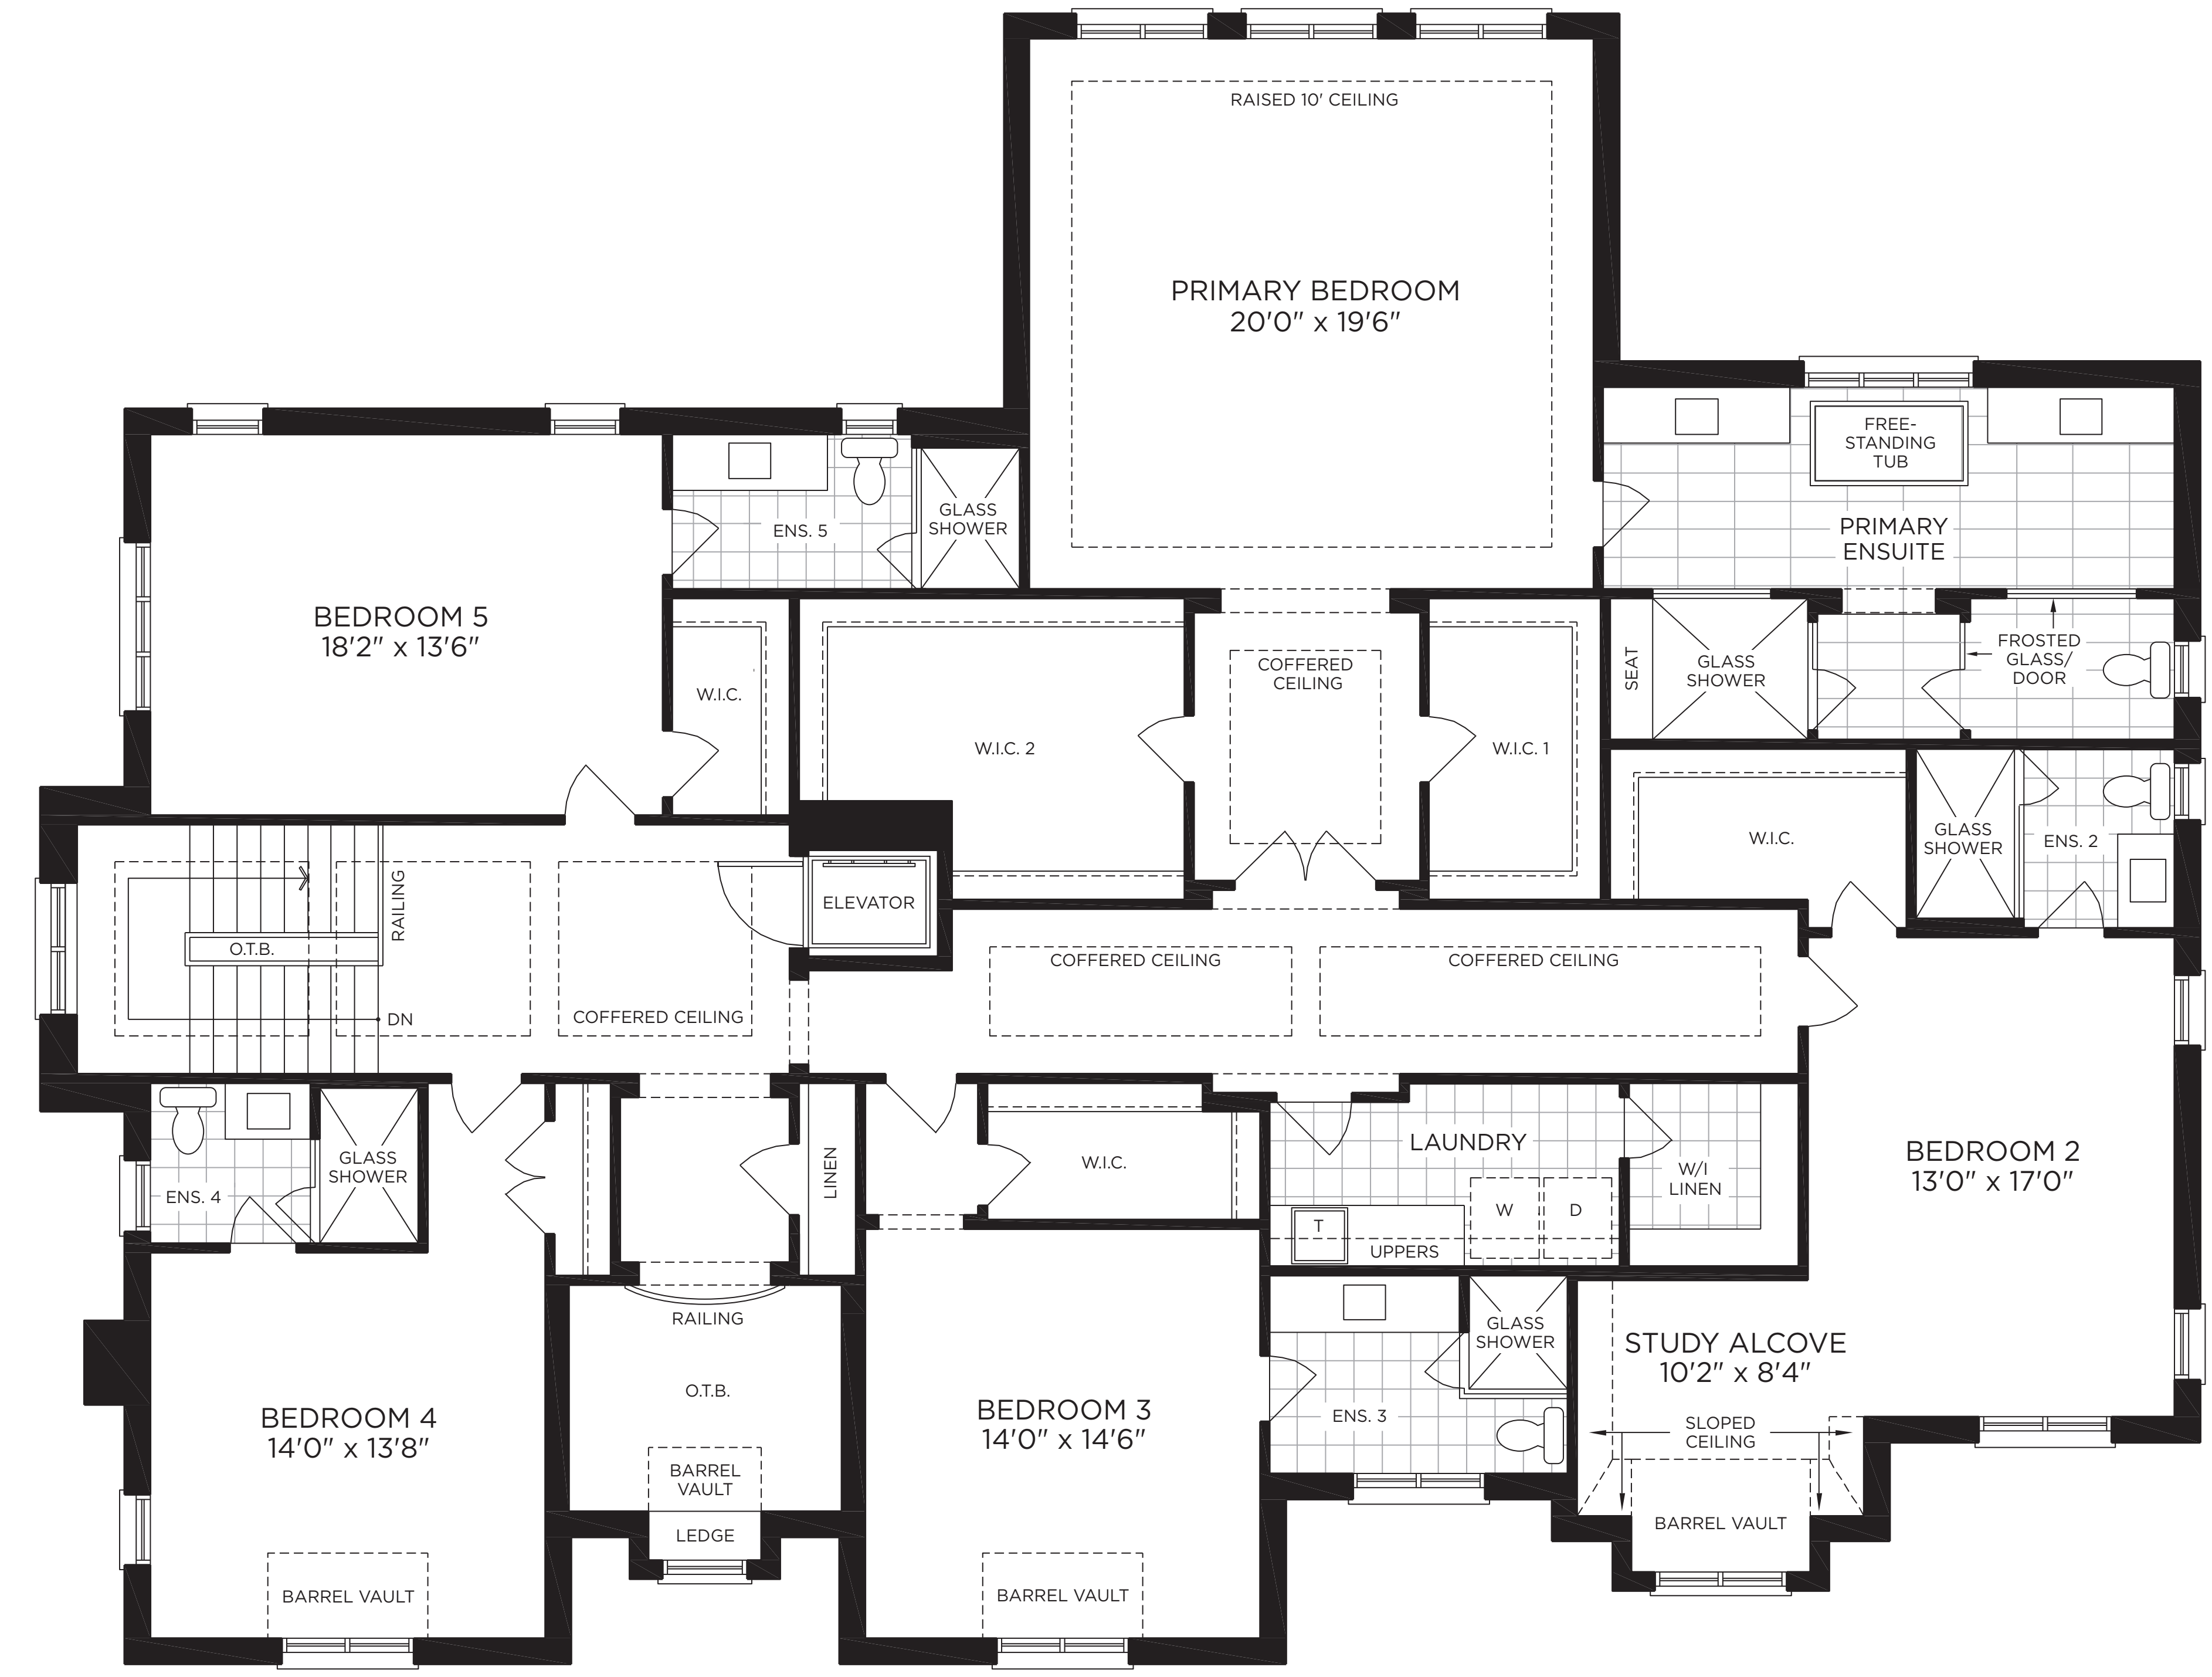 RAISED 10' CEILING
PRIMARY BEDROOM
20'0" x 19'6"
FREE-
STANDING
TUB
PRIMARY
ENSUITE
GLASS
SHOWER
ENS. 5
BEDROOM 5
18'2" x 13'6"
W.I.C.
W.I.C. 2
COFFERED
CEILING
W.I.C. 1
SEAT
GLASS
SHOWER
FROSTED
GLASS/
DOOR
W.I.C.
GLASS
SHOWER
ENS. 2
RAILING
O.T.B.
DN
COFFERED CEILING
ELEVATOR
COFFERED CEILING
COFFERED CEILING
GLASS
SHOWER
ENS. 4
LINEN
W.I.C.
LAUNDRY
W/I
LINEN
W
D
T
UPPERS
BEDROOM 2
13'0" x 17'0"
RAILING
O.T.B.
BARREL
VAULT
LEDGE
BEDROOM 4
14'0" x 13'8"
BARREL VAULT
BEDROOM 3
14'0" x 14'6"
BARREL VAULT
GLASS
SHOWER
ENS. 3
STUDY ALCOVE
10'2" x 8'4"
SLOPED
CEILING
BARREL VAULT